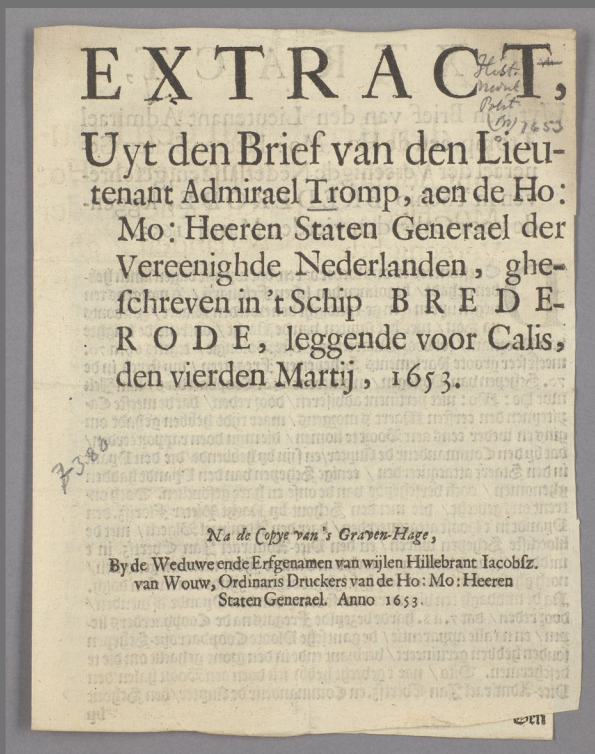 EXTRACT,
Hist.
1653
Uyt den Brief van den Lieu-
tenant Admirael Tromp, aen de Ho:
Mo: Heeren Staten Generael der
Vereenighde Nederlanden, ghe-
ſchreven in 't Schip BREDE-
RODE, leggende voor Calis,
den vierden Martij, 1653.
Na de Copye van 's Graven-Hage,
By de Weduwe ende Erfgenamen van wijlen Hillebrant Iacobſz.
van Wouw, Ordinaris Druckers van de Ho: Mo: Heeren
Staten Generael. Anno 1653